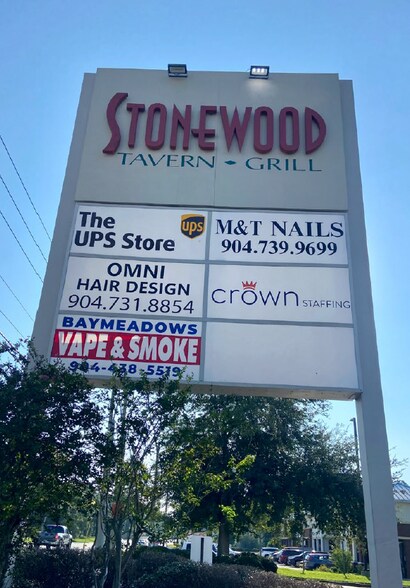 STONEWOOD
TAVERN • GRILL
The
UPS Store
ups
M&T NAILS
904.739.9699
OMNI
HAIR DESIGN
904.731.8854
crown STAFFING
BAYMEADOWS
VAPE & SMOKE
904-438-5519